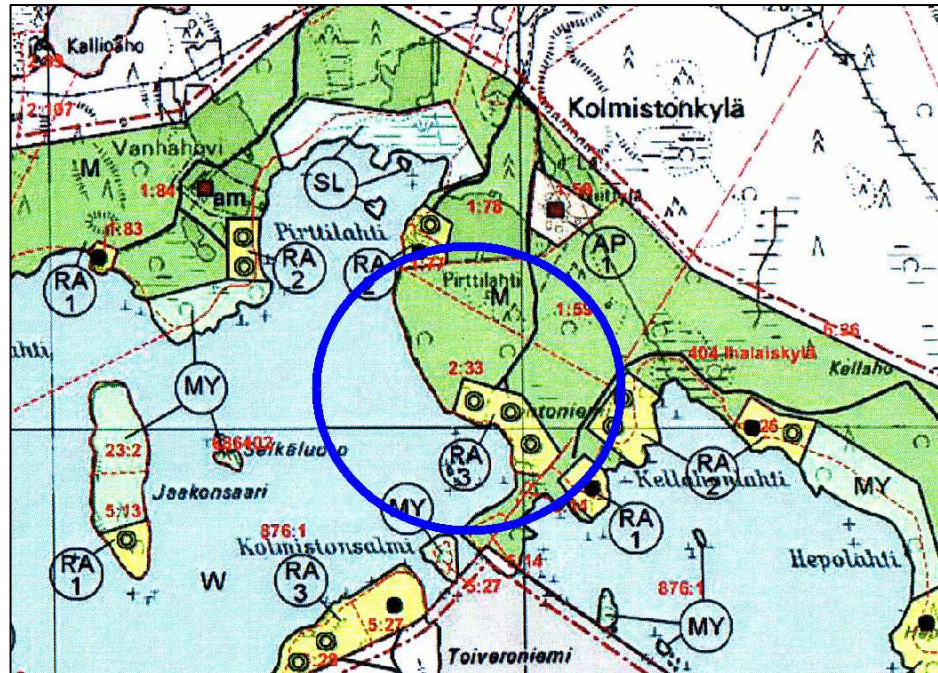 Kallioaho
2:107
Kolmistonkylä
Vanhahovi
M
1:84
am
SL
1:78
AP
1
1:83
Pirttilahti
RA
1
RA
2
RA
1:77
Pirttilahti
M
1:59
6:26
404 Ihalaiskylä
Kellaho
2:33
MY
23:2
Jaakonsaari
5:13
RA
3
RA
2
Kellahonlahti
MY
MY
RA
1
876:1
Kolmistonsalmi
RA
1
W
RA
3
5:14
5:27
876:1
Hepolahti
MY
5:27
Toiveroniemi